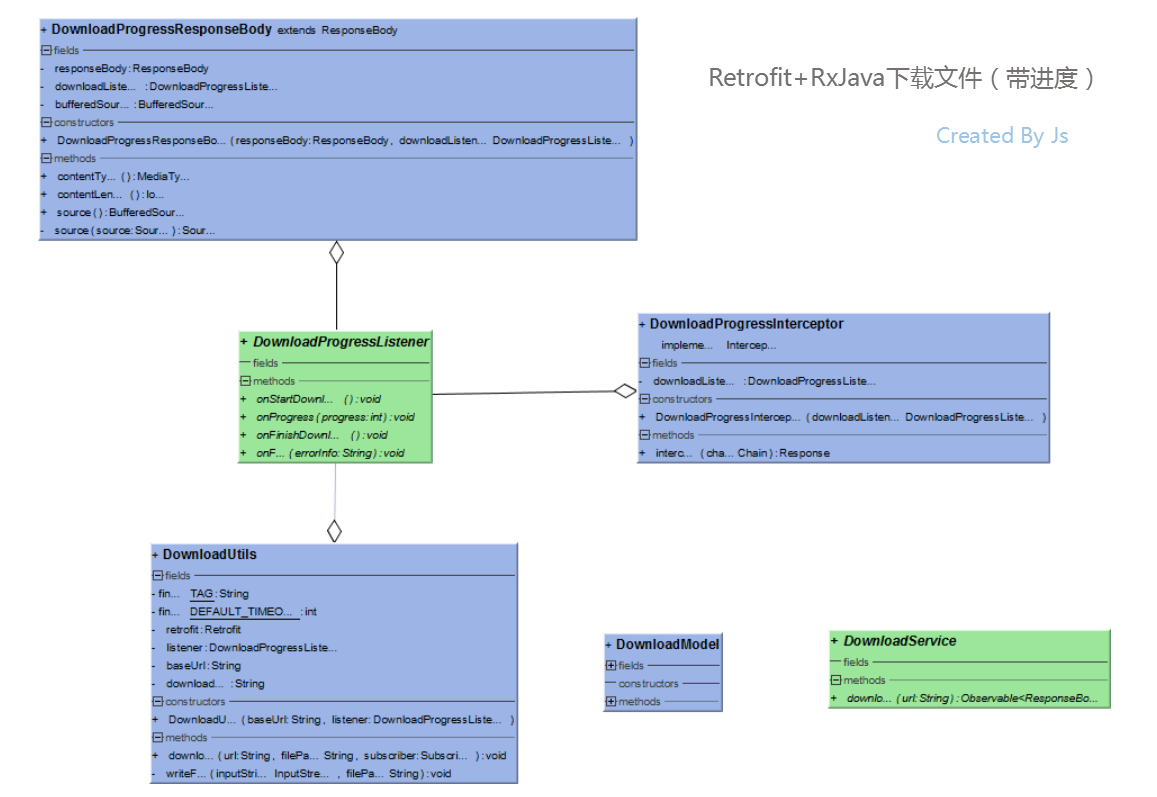 + DownloadProgressResponseBody extends ResponseBody
fields
- responseBody:ResponseBody
- downloadListe... :DownloadProgressListe...
- bufferedSour... :BufferedSour...
constructors
+ DownloadProgressResponseBo... (responseBody:ResponseBody, downloadListen... DownloadProgressListe... )
methods
+ contentTy... ():MediaTy...
+ contentLen... ():lo...
+ source():BufferedSour...
- source(source:Sour... ):Sour...
Retrofit+RxJava下载文件（带进度）
Created By Js
+ DownloadProgressListener
fields
methods
+ onStartDownl... ():void
+ onProgress(progress:int):void
+ onFinishDownl... ():void
+ onF... (errorInfo:String):void
+ DownloadProgressInterceptor
impleme... Intercep...
fields
- downloadListe... :DownloadProgressListe...
constructors
+ DownloadProgressIntercep... (downloadListen... DownloadProgressListe... )
methods
+ interc... (cha... Chain):Response
+ DownloadUtils
fields
- fin... TAG:String
- fin... DEFAULT_TIMEO... :int
- retrofit:Retrofit
- listener:DownloadProgressListe...
- baseUrl:String
- download... :String
constructors
+ DownloadU... (baseUrl:String, listener:DownloadProgressListe... )
methods
+ downlo... (url:String, filePa... String, subscriber:Subscri... ):void
- writeF... (inputStri... InputStre... , filePa... String):void
+ DownloadModel
fields
constructors
methods
+ DownloadService
fields
methods
+ downlo... (url:String):Observable<ResponseBo...